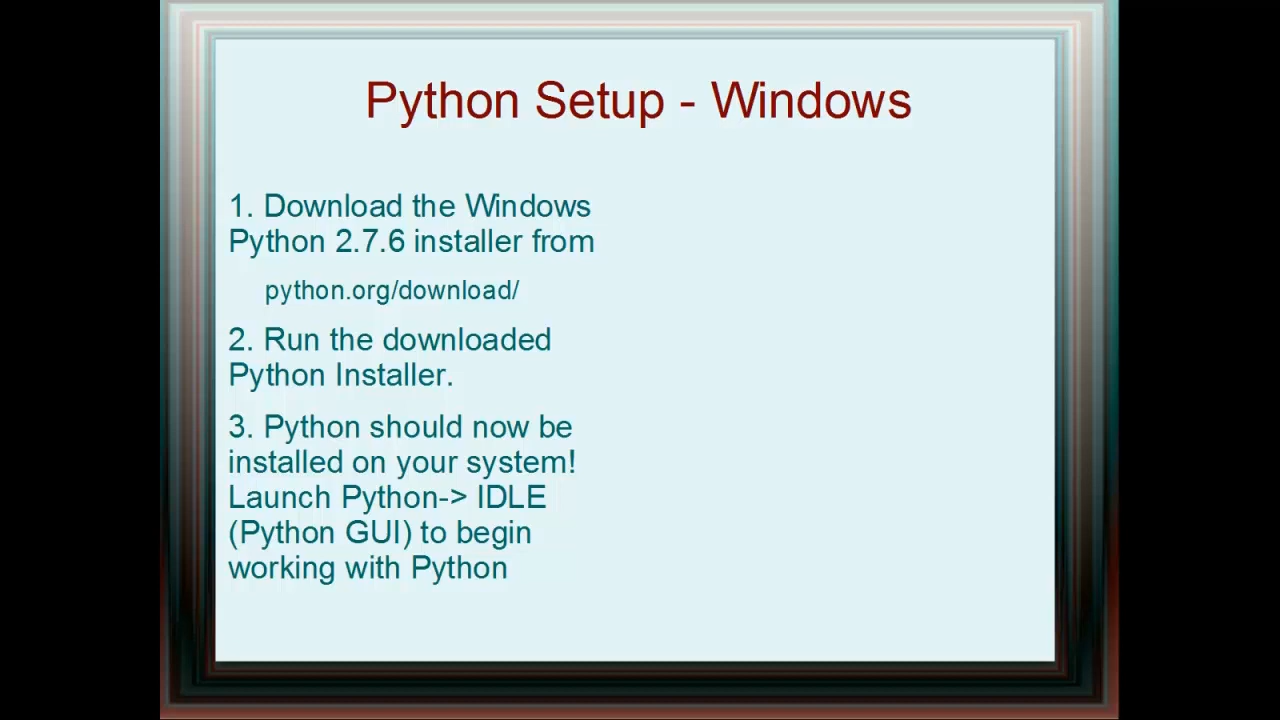 Python Setup - Windows
1. Download the Windows
Python 2.7.6 installer from
python.org/download/
2. Run the downloaded
Python Installer.
3. Python should now be
installed on your system!
Launch Python-> IDLE
(Python GUI) to begin
working with Python